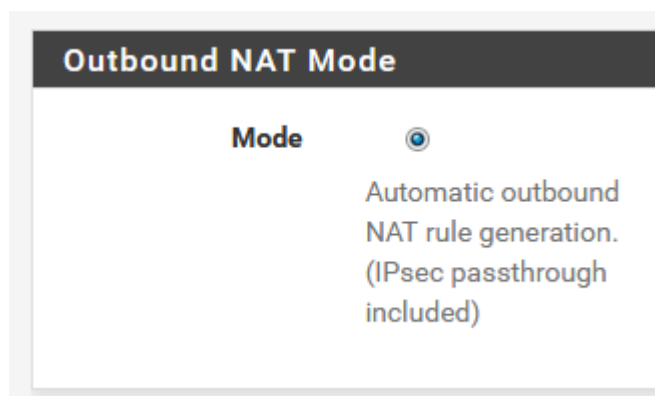 Outbound NAT Mode
Mode
Automatic outbound
NAT rule generation.
(IPsec passthrough
included)